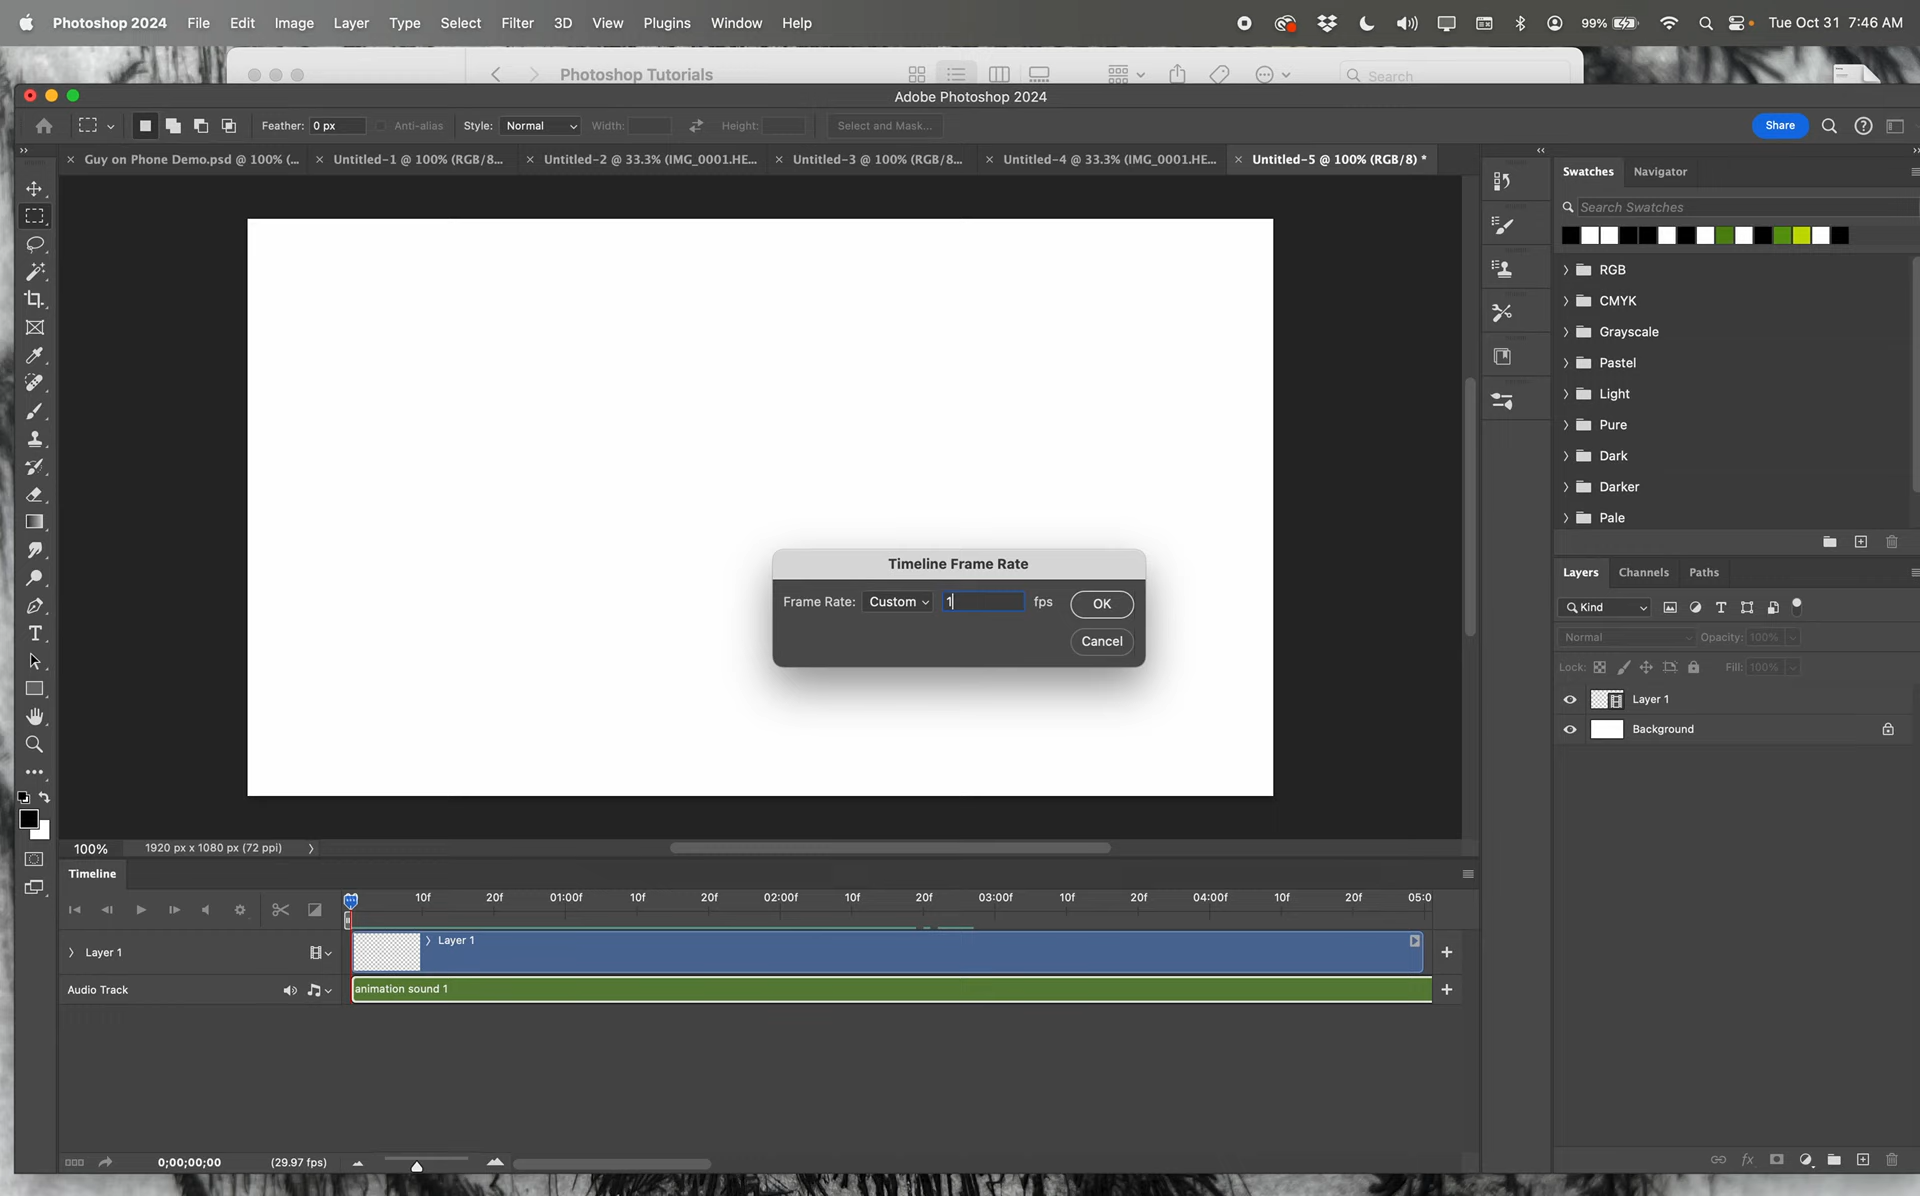 Photoshop 2024 File Edit Image Layer Type Select Filter 3D View Plugins Window Help 99% Tue Oct 31 7:46 AM
Photoshop Tutorials Search
Adobe Photoshop 2024
Feather: 0 px Anti-alias Style: Normal Width: Height: Select and Mask... Share
Guy on Phone Demo.psd @ 100% (... Untitled-1 @ 100% (RGB/8... Untitled-2 @ 33.3% (IMG_0001.HE... Untitled-3 @ 100% (RGB/8... Untitled-4 @ 33.3% (IMG_0001.HE... Untitled-5 @ 100% (RGB/8) *
Swatches Navigator
Search Swatches
RGB
CMYK
Grayscale
Pastel
Light
Pure
Dark
Darker
Pale
Timeline Frame Rate
Frame Rate: Custom 1 fps OK
Cancel
Layers Channels Paths
Kind
Normal Opacity: 100%
Lock: Fill: 100%
Layer 1
Background
100% 1920 px x 1080 px (72 ppi)
Timeline
10f 20f 01:00f 10f 20f 02:00f 10f 20f 03:00f 10f 20f 04:00f 10f 20f 05:0
Layer 1 Layer 1
Audio Track animation sound 1
0;00;00;00 (29.97 fps)